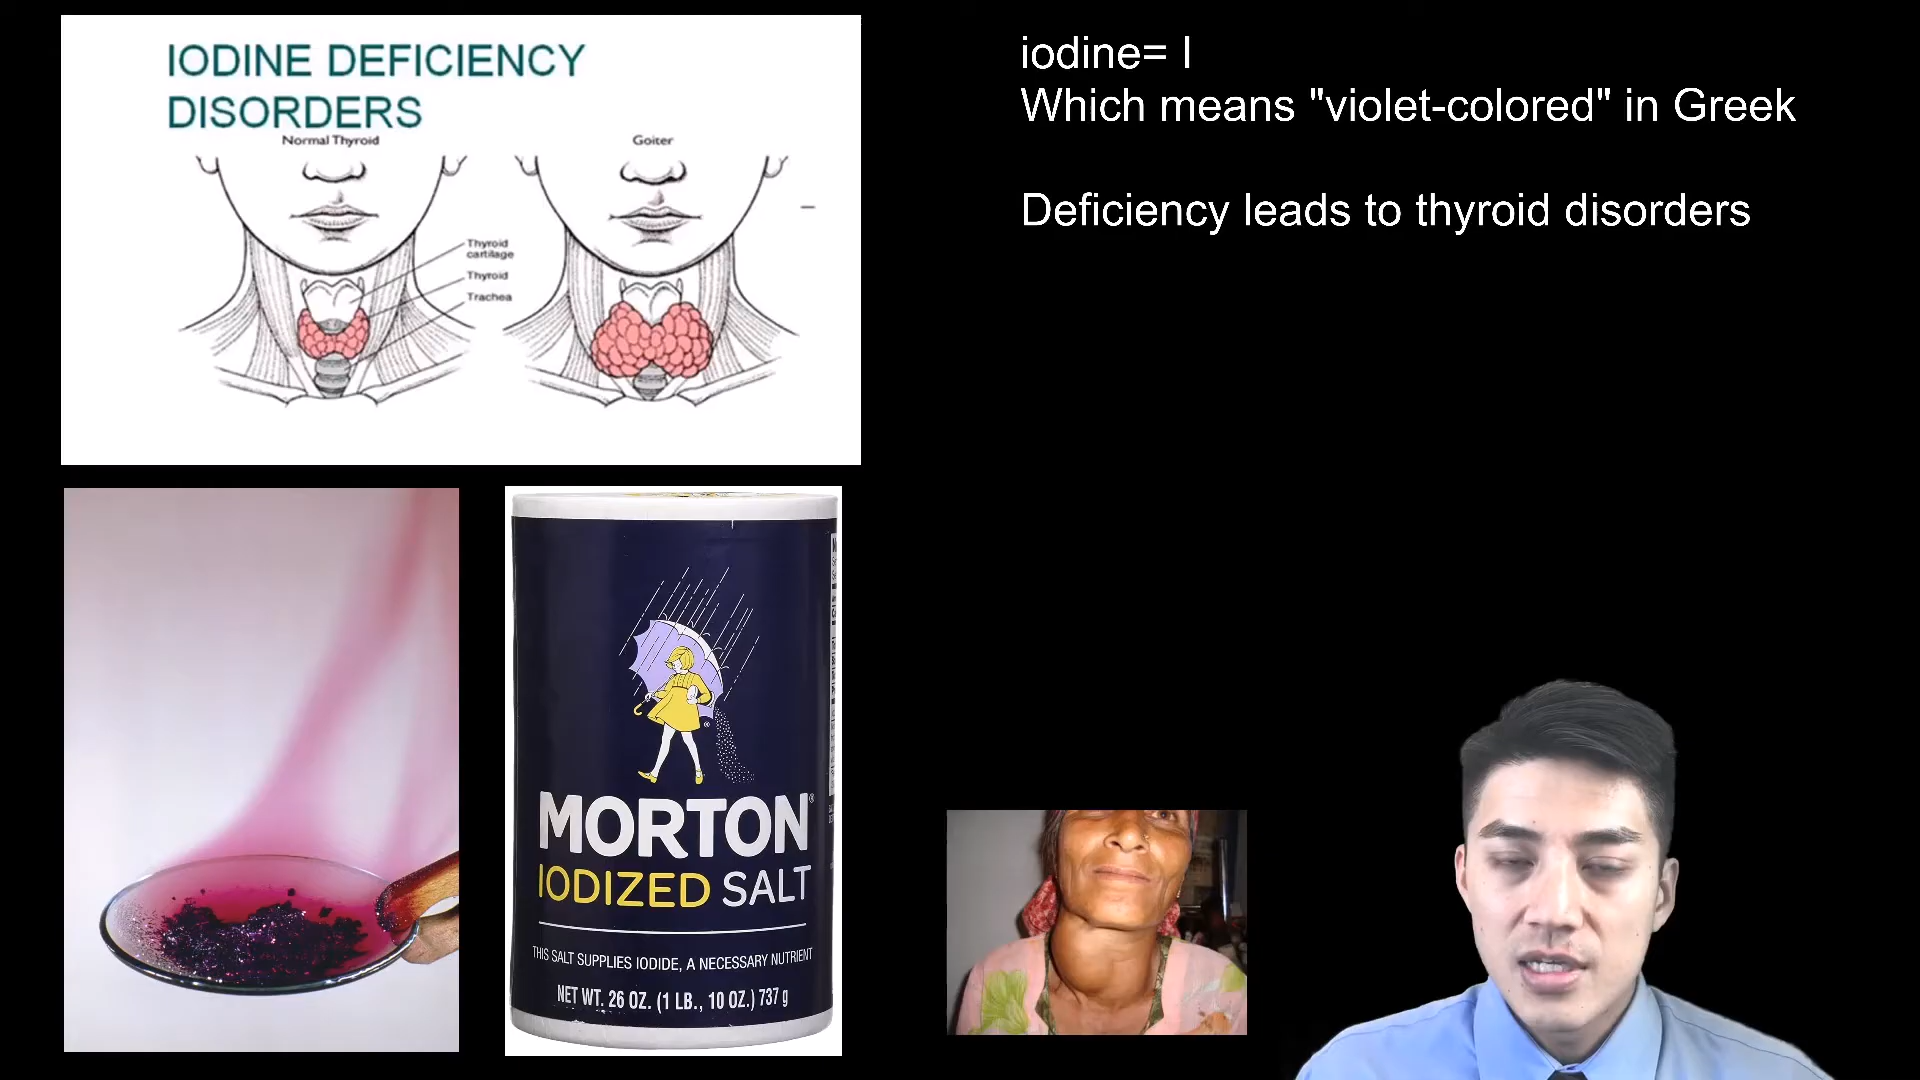 IODINE DEFICIENCY
DISORDERS
Normal Thyroid
Goiter
Thyroid
cartilage
Thyroid
Trachea
iodine= I
Which means "violet-colored" in Greek
Deficiency leads to thyroid disorders
MORTON®
IODIZED SALT
THIS SALT SUPPLIES IODIDE, A NECESSARY NUTRIENT
NET WT. 26 OZ. (1 LB., 10 OZ.) 737 g